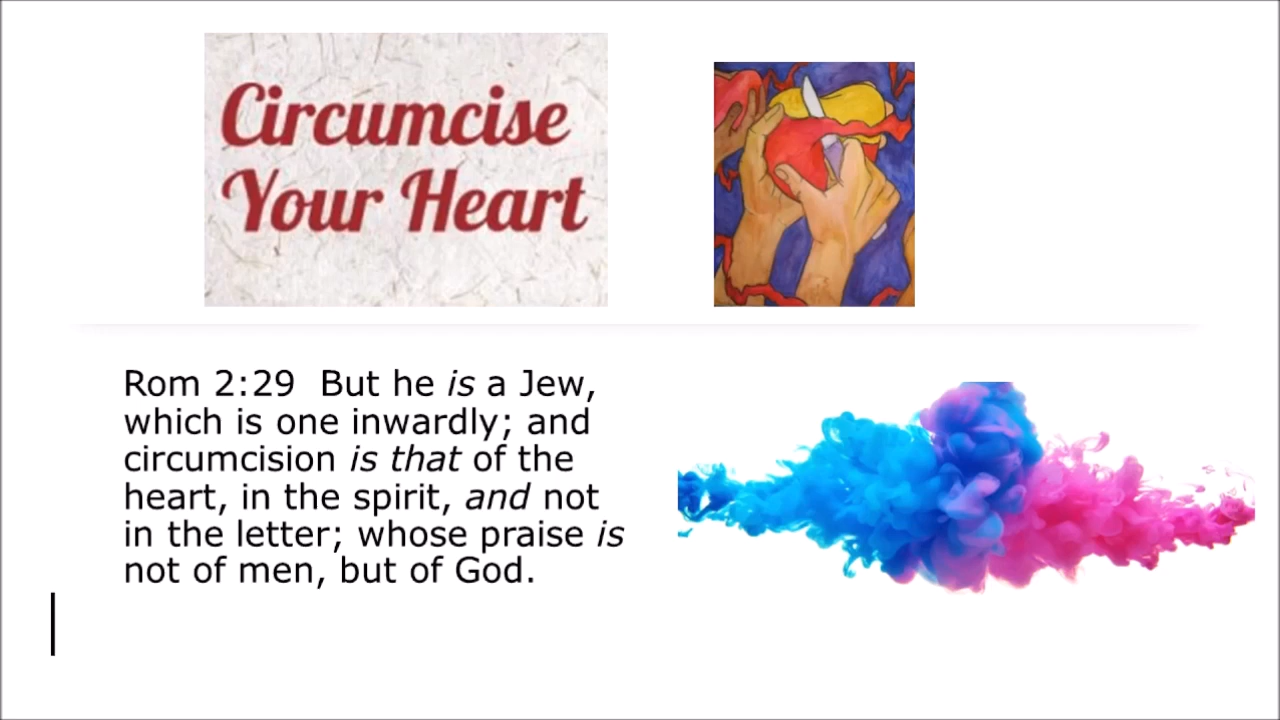 Circumcise
Your Heart
Rom 2:29  But he is a Jew,
which is one inwardly; and
circumcision is that of the
heart, in the spirit, and not
in the letter; whose praise is
not of men, but of God.